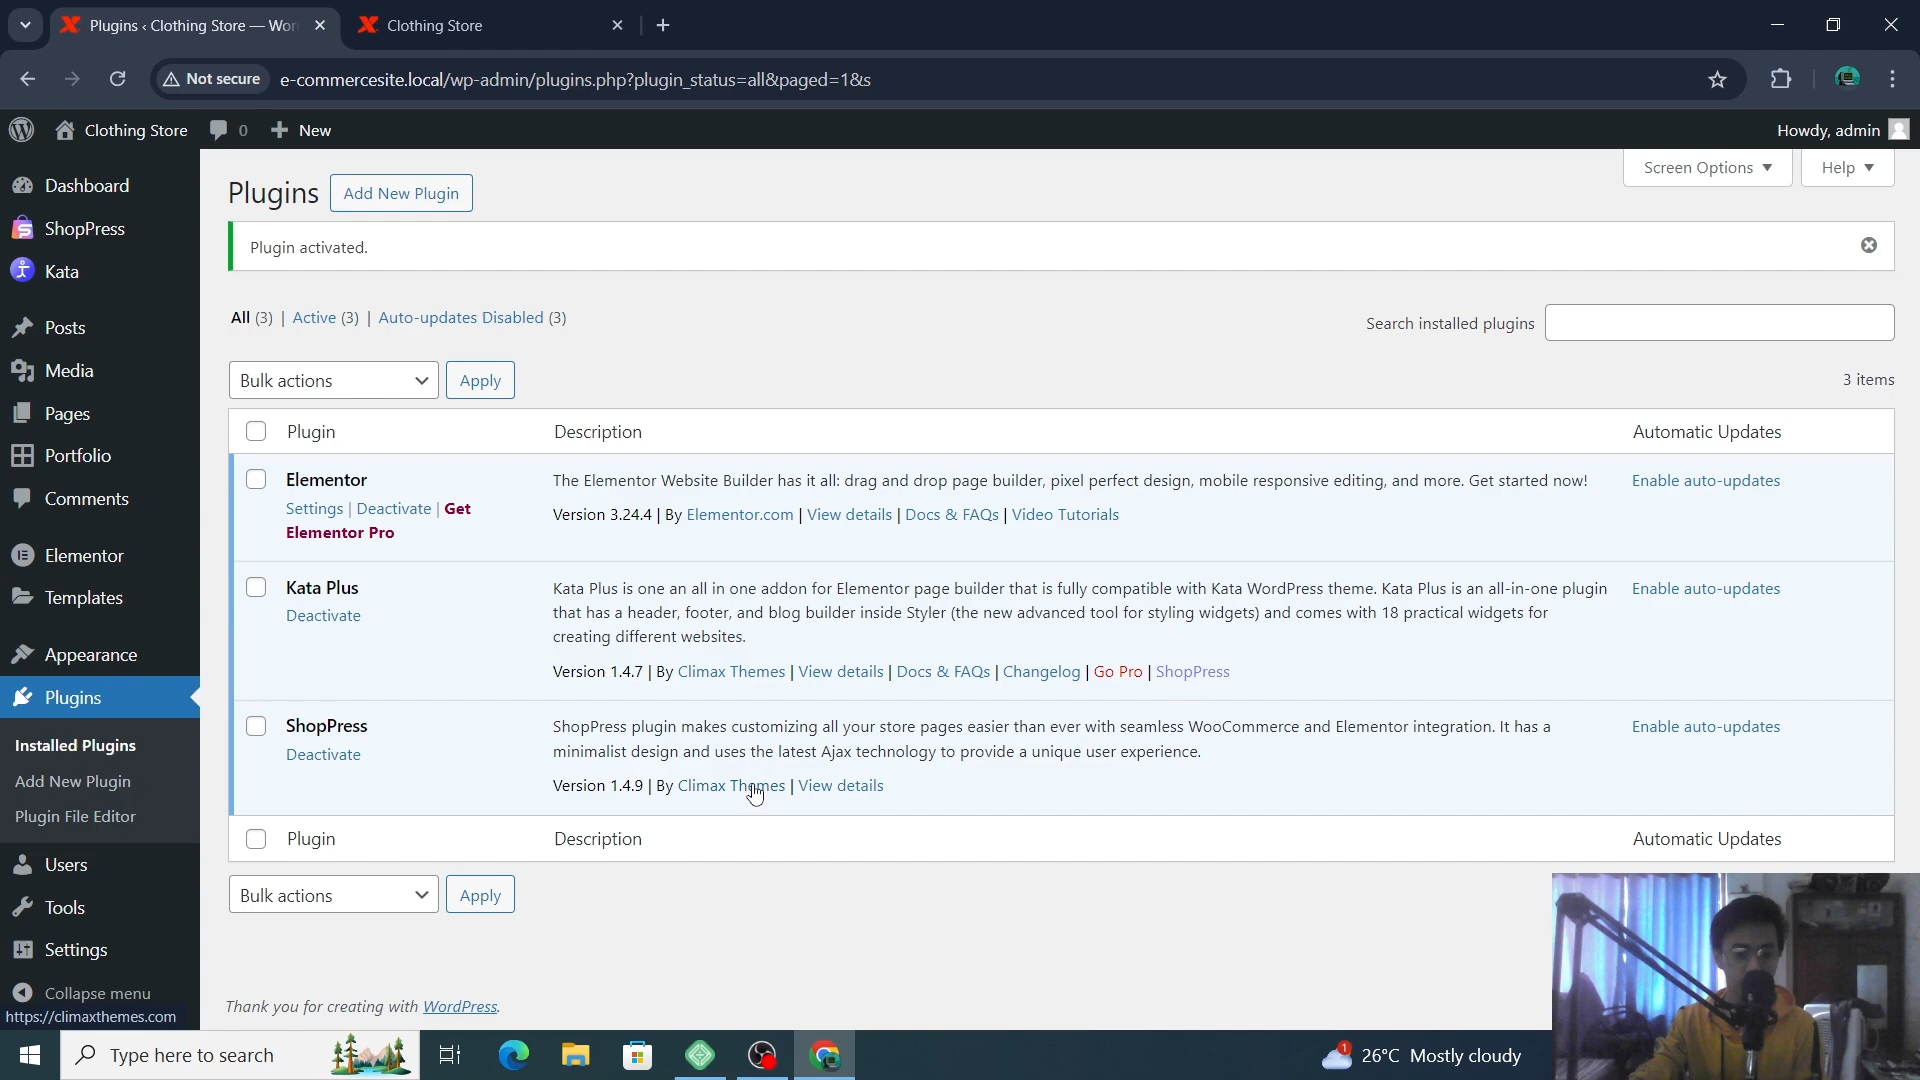 Plugins ‹ Clothing Store — Wor
Clothing Store
Not secure
e-commercesite.local/wp-admin/plugins.php?plugin_status=all&paged=1&s
Clothing Store
0
New
Howdy, admin
Dashboard
ShopPress
Kata
Posts
Media
Pages
Portfolio
Comments
Elementor
Templates
Appearance
Plugins
Installed Plugins
Add New Plugin
Plugin File Editor
Users
Tools
Settings
Collapse menu
https://climaxthemes.com
Plugins
Add New Plugin
Screen Options
Help
Plugin activated.
All (3) | Active (3) | Auto-updates Disabled (3)
Search installed plugins
Bulk actions
Apply
3 items
Plugin
Description
Automatic Updates
Elementor
Settings | Deactivate | Get
Elementor Pro
The Elementor Website Builder has it all: drag and drop page builder, pixel perfect design, mobile responsive editing, and more. Get started now!
Version 3.24.4 | By Elementor.com | View details | Docs & FAQs | Video Tutorials
Enable auto-updates
Kata Plus
Deactivate
Kata Plus is one an all in one addon for Elementor page builder that is fully compatible with Kata WordPress theme. Kata Plus is an all-in-one plugin
that has a header, footer, and blog builder inside Styler (the new advanced tool for styling widgets) and comes with 18 practical widgets for
creating different websites.
Version 1.4.7 | By Climax Themes | View details | Docs & FAQs | Changelog | Go Pro | ShopPress
Enable auto-updates
ShopPress
Deactivate
ShopPress plugin makes customizing all your store pages easier than ever with seamless WooCommerce and Elementor integration. It has a
minimalist design and uses the latest Ajax technology to provide a unique user experience.
Version 1.4.9 | By Climax Themes | View details
Enable auto-updates
Plugin
Description
Automatic Updates
Bulk actions
Apply
Thank you for creating with WordPress.
Type here to search
1
26°C Mostly cloudy